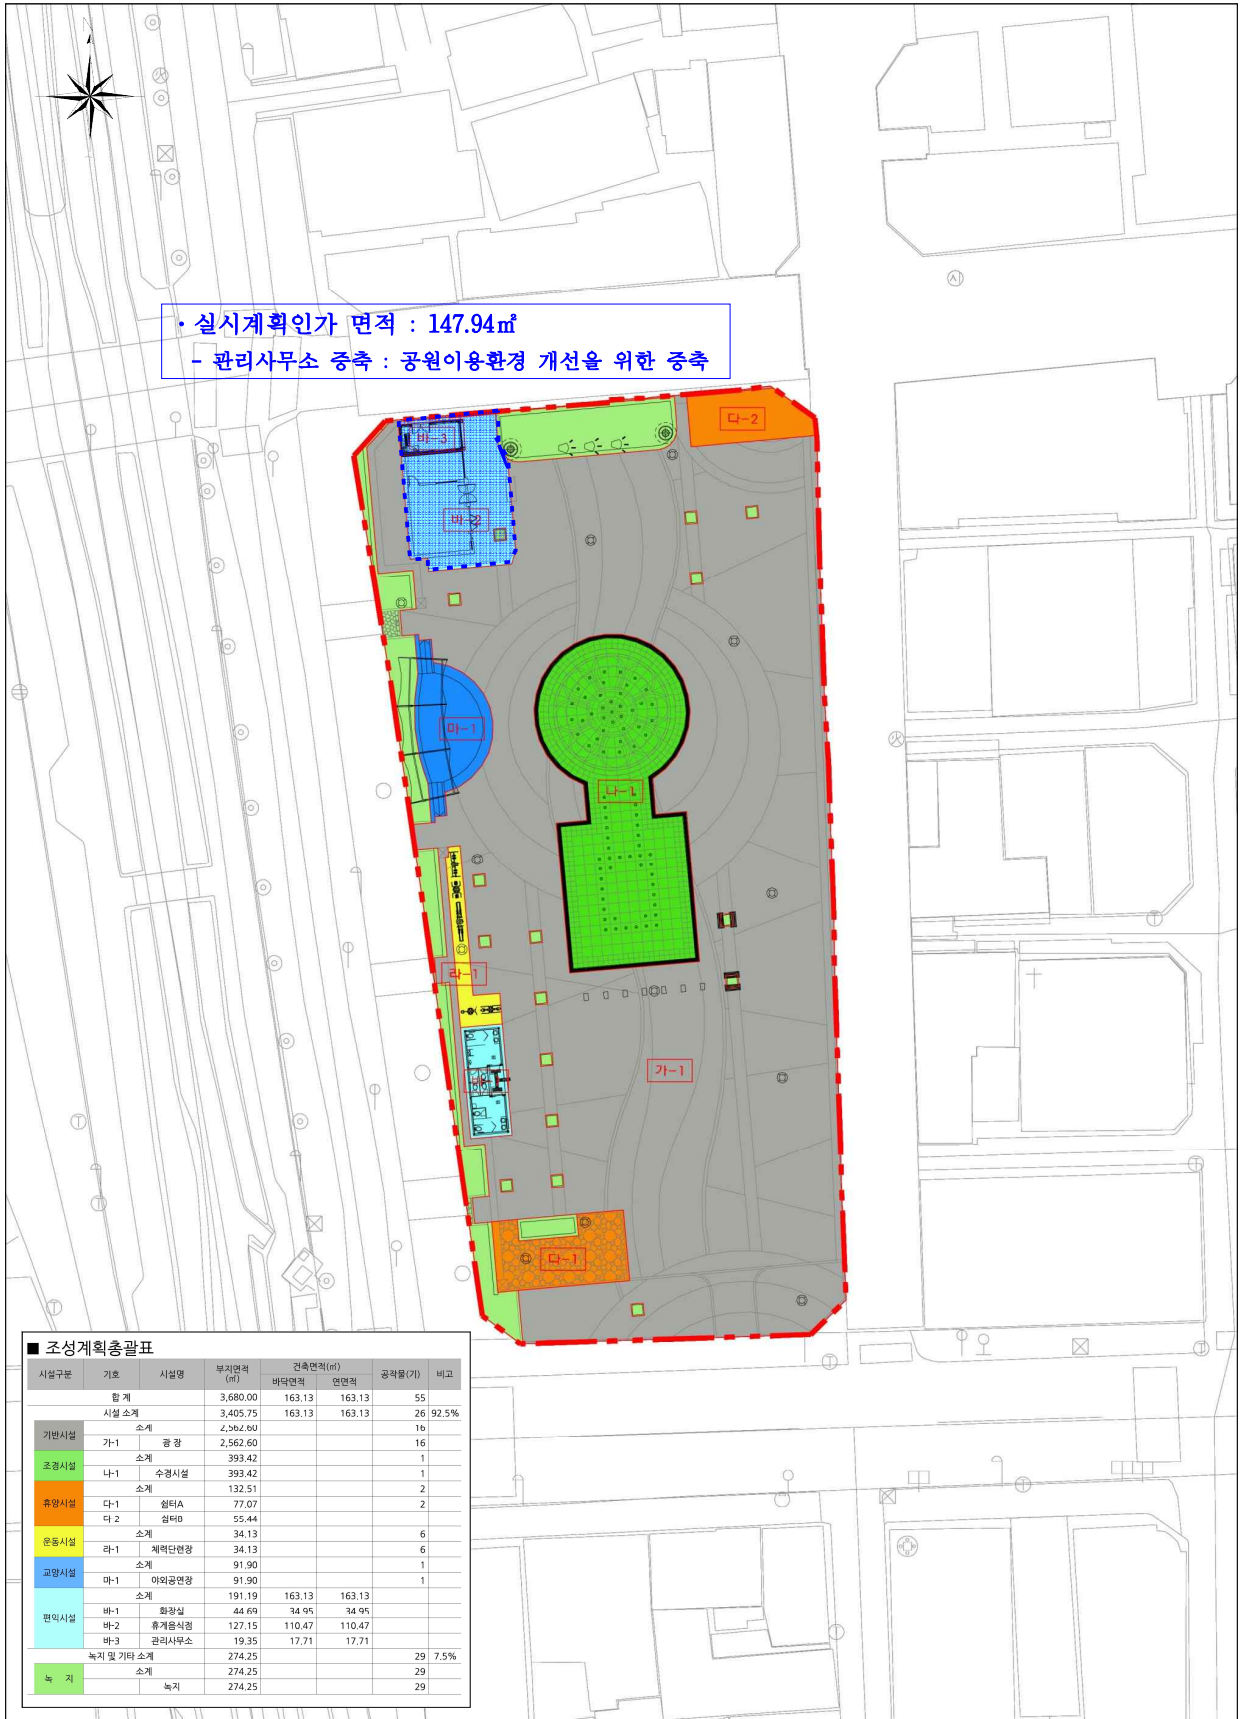 · 실시계획인가 면적 : 147.94㎡
- 관리사무소 증축 : 공원이용환경 개선을 위한 증축
다-2
바-3
바-2
마-1
나-1
라-1
가-1
다-1
■ 조성계획총괄표
시설구분 기호 시설명 부지면적(㎡) 건축면적(㎡) 공작물(기) 비고
바닥면적 연면적
합 계 3,680.00 163.13 163.13 55
시설 소계 3,405.75 163.13 163.13 26 92.5%
기반시설 소계 2,562.60 16
가-1 광 장 2,562.60 16
조경시설 소계 393.42 1
나-1 수경시설 393.42 1
휴양시설 소계 132.51 2
다-1 쉼터A 77.07 2
다-2 쉼터B 55.44
운동시설 소계 34.13 6
라-1 체력단련장 34.13 6
교양시설 소계 91.90 1
마-1 야외공연장 91.90 1
편익시설 소계 191.19 163.13 163.13
바-1 화장실 44.69 34.95 34.95
바-2 휴게음식점 127.15 110.47 110.47
바-3 관리사무소 19.35 17.71 17.71
녹지 및 기타 소계 274.25 29 7.5%
녹 지 소계 274.25 29
녹지 274.25 29